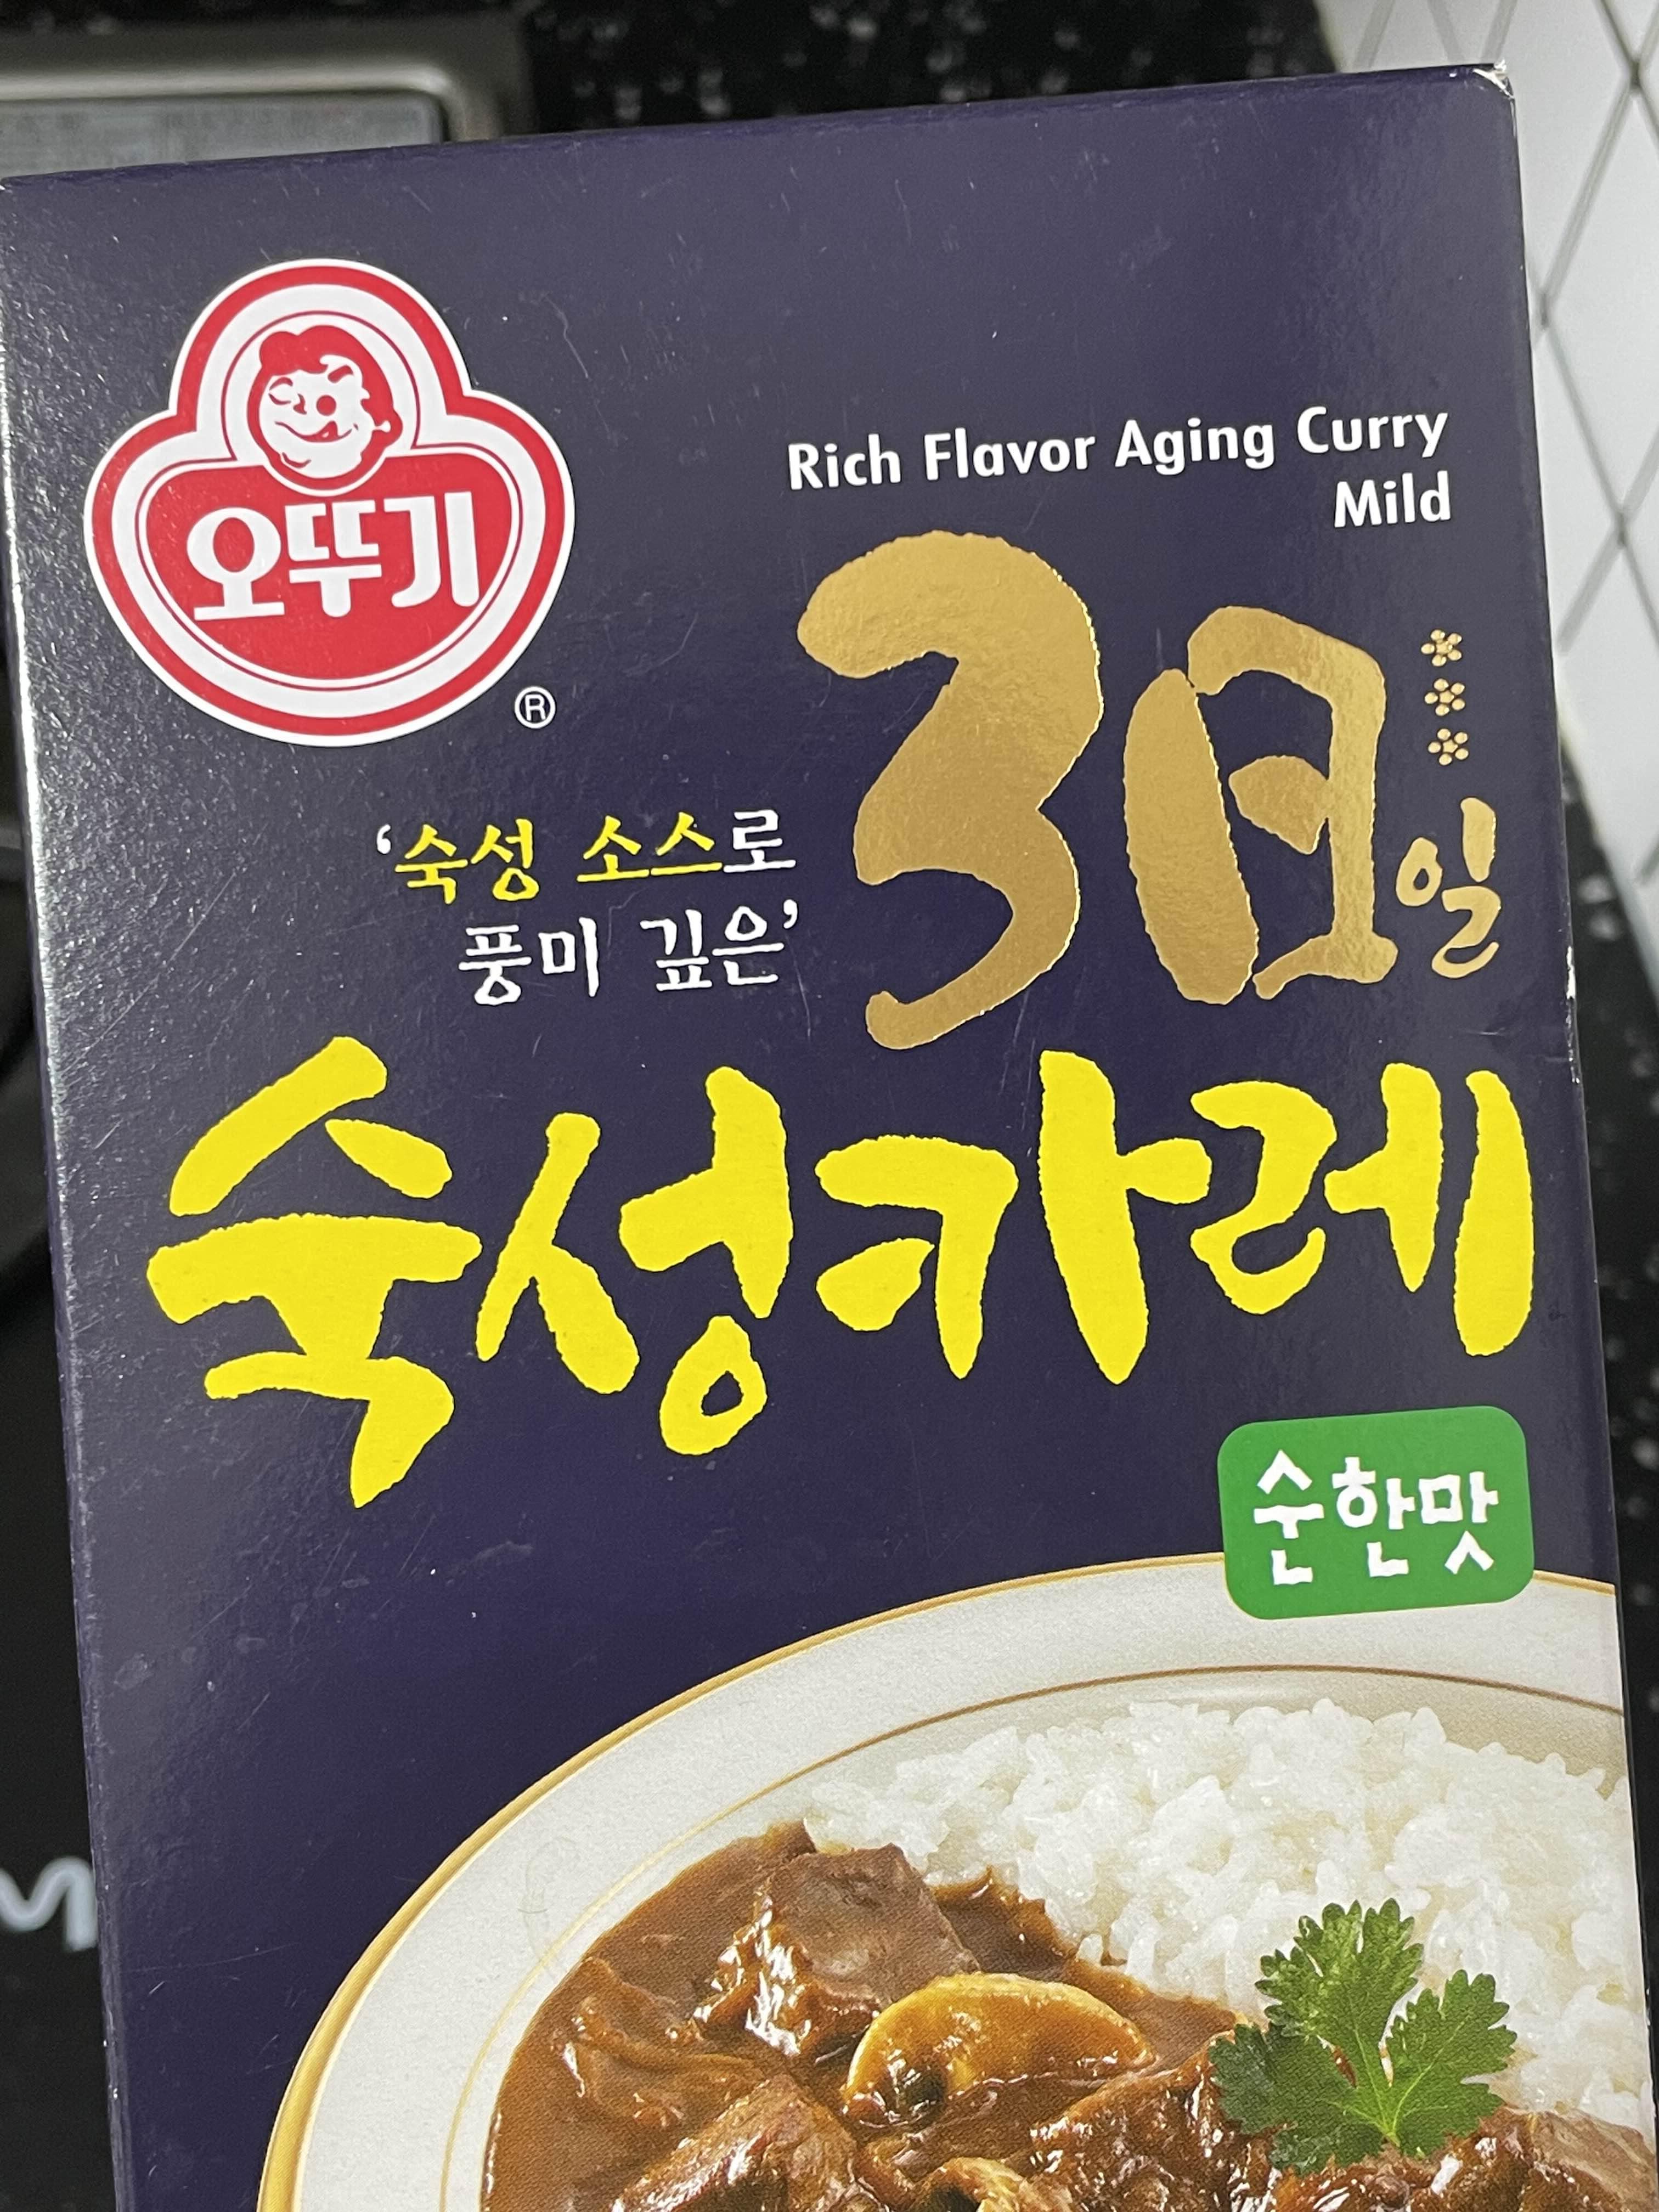 오뚜기
®
Rich Flavor Aging Curry
Mild
3日일
‘숙성 소스로
풍미 깊은’
숙성카레
순한맛